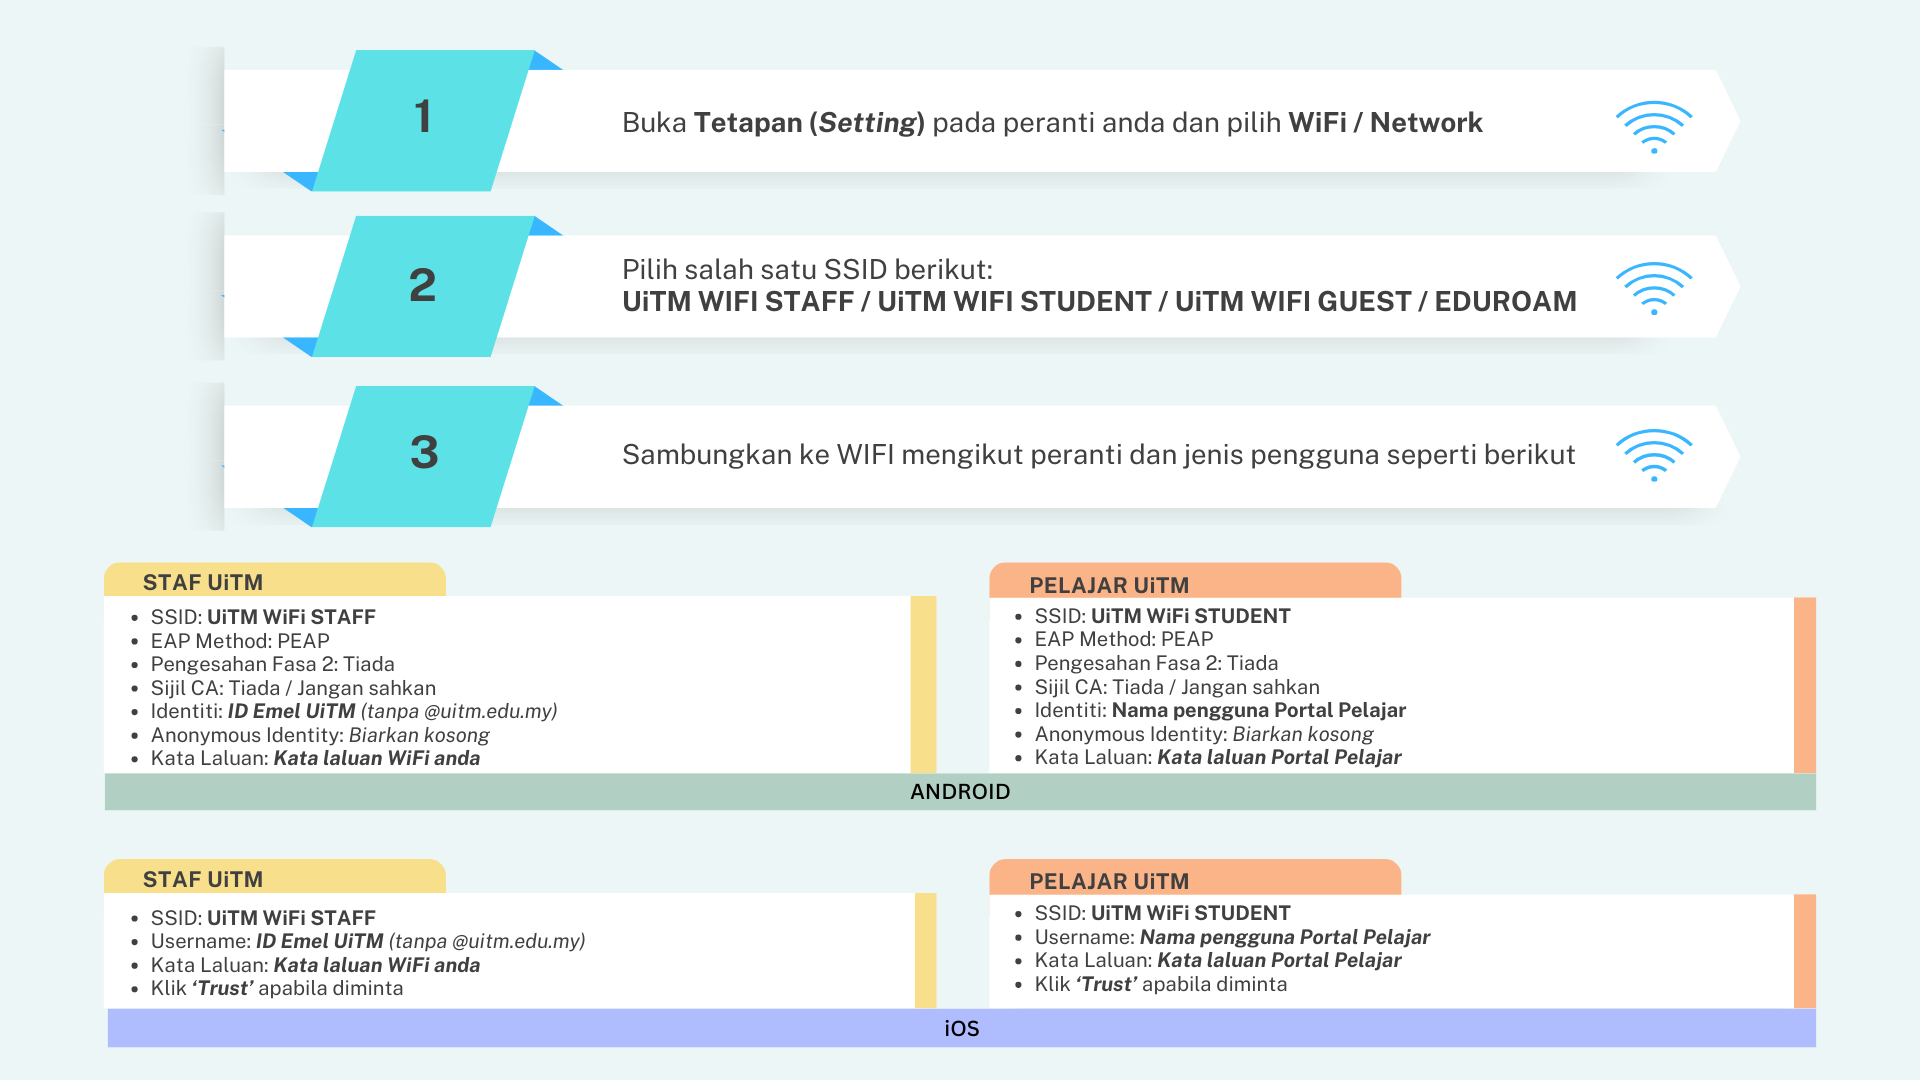 1
Buka Tetapan (Setting) pada peranti anda dan pilih WiFi / Network
2
Pilih salah satu SSID berikut:
UiTM WIFI STAFF / UiTM WIFI STUDENT / UiTM WIFI GUEST / EDUROAM
3
Sambungkan ke WIFI mengikut peranti dan jenis pengguna seperti berikut
STAF UiTM
• SSID: UiTM WiFi STAFF
• EAP Method: PEAP
• Pengesahan Fasa 2: Tiada
• Sijil CA: Tiada / Jangan sahkan
• Identiti: ID Emel UiTM (tanpa @uitm.edu.my)
• Anonymous Identity: Biarkan kosong
• Kata Laluan: Kata laluan WiFi anda
PELAJAR UiTM
• SSID: UiTM WiFi STUDENT
• EAP Method: PEAP
• Pengesahan Fasa 2: Tiada
• Sijil CA: Tiada / Jangan sahkan
• Identiti: Nama pengguna Portal Pelajar
• Anonymous Identity: Biarkan kosong
• Kata Laluan: Kata laluan Portal Pelajar
ANDROID
STAF UiTM
• SSID: UiTM WiFi STAFF
• Username: ID Emel UiTM (tanpa @uitm.edu.my)
• Kata Laluan: Kata laluan WiFi anda
• Klik ‘Trust’ apabila diminta
PELAJAR UiTM
• SSID: UiTM WiFi STUDENT
• Username: Nama pengguna Portal Pelajar
• Kata Laluan: Kata laluan Portal Pelajar
• Klik ‘Trust’ apabila diminta
iOS